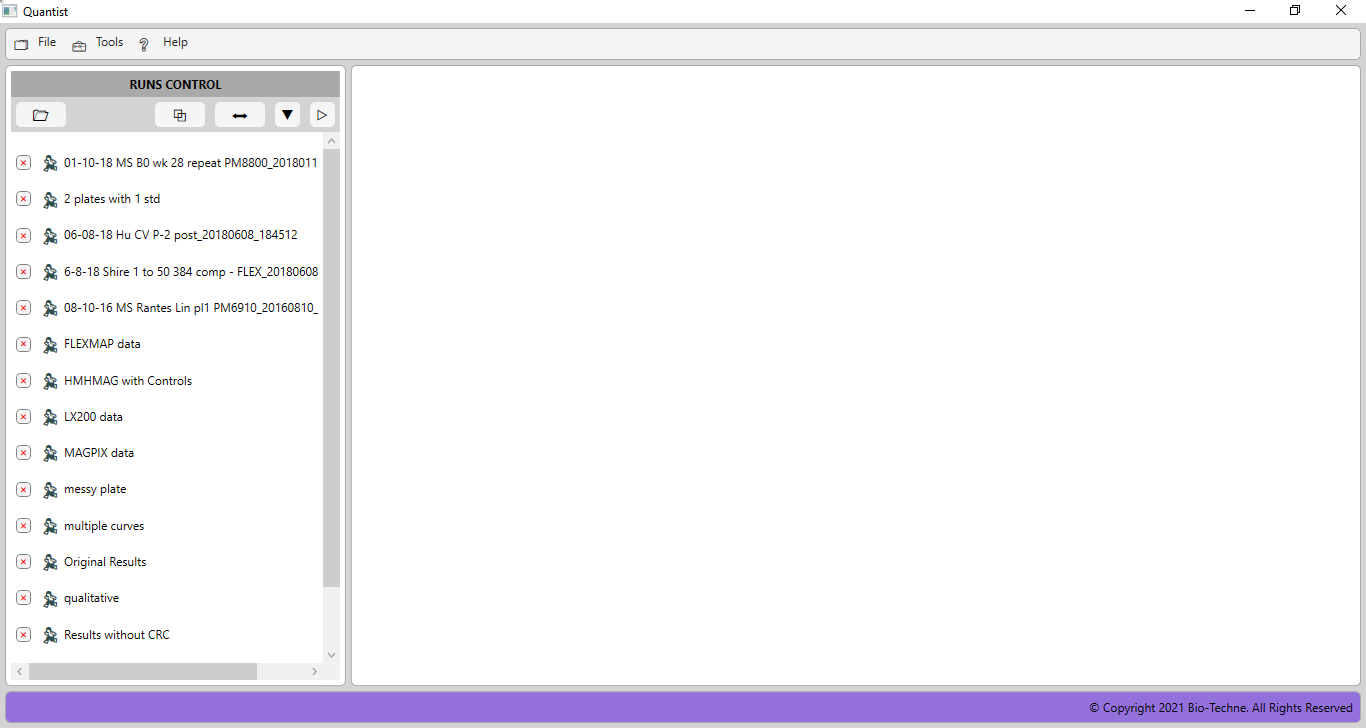 Quantist
File Tools Help
RUNS CONTROL
01-10-18 MS B0 wk 28 repeat PM8800_2018011
2 plates with 1 std
06-08-18 Hu CV P-2 post_20180608_184512
6-8-18 Shire 1 to 50 384 comp - FLEX_20180608
08-10-16 MS Rantes Lin pl1 PM6910_20160810_
FLEXMAP data
HMHMAG with Controls
LX200 data
MAGPIX data
messy plate
multiple curves
Original Results
qualitative
Results without CRC
© Copyright 2021 Bio-Techne. All Rights Reserved